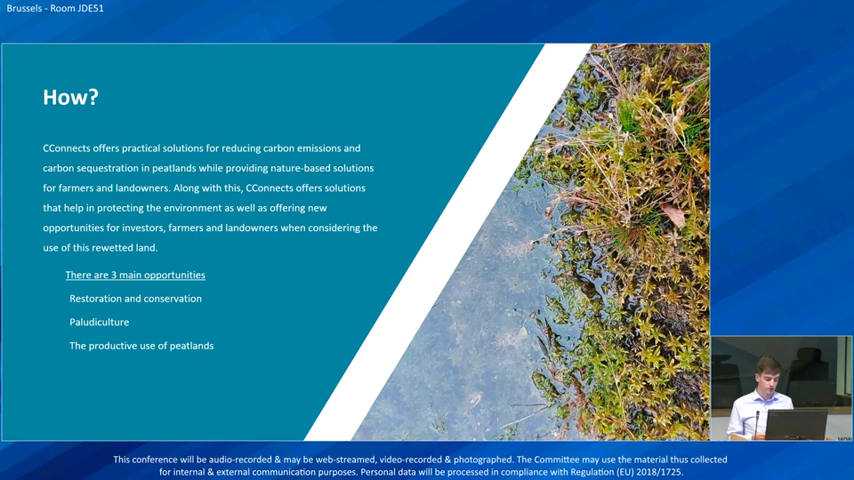 Brussels - Room JDE51
How?
CConnects offers practical solutions for reducing carbon emissions and
carbon sequestration in peatlands while providing nature-based solutions
for farmers and landowners. Along with this, CConnects offers solutions
that help in protecting the environment as well as offering new
opportunities for investors, farmers and landowners when considering the
use of this rewetted land.
There are 3 main opportunities
Restoration and conservation
Paludiculture
The productive use of peatlands
This conference will be audio-recorded & may be web-streamed, video-recorded & photographed. The Committee may use the material thus collected
for internal & external communication purposes. Personal data will be processed in compliance with Regulation (EU) 2018/1725.